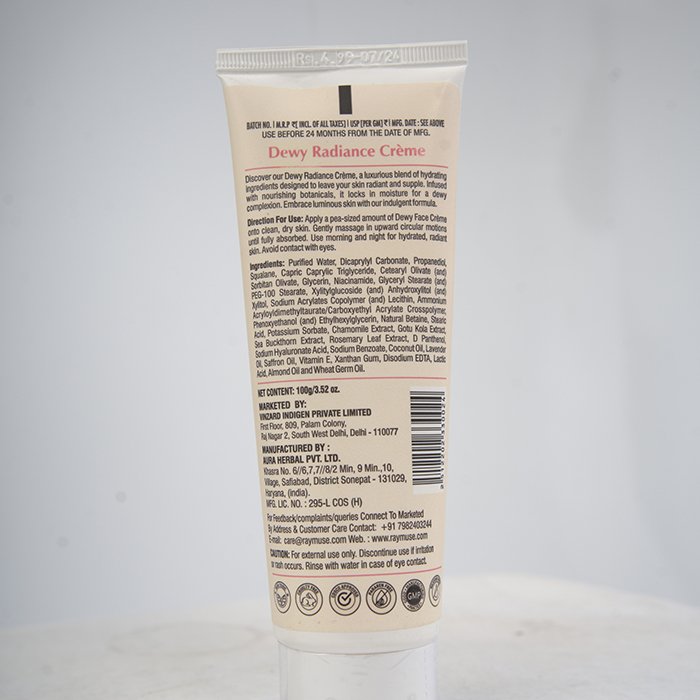 Rs. 4.99-07/24
BATCH NO. I M.R.P ₹[ INCL. OF ALL TAXES] I USP [PER GM] ₹ I MFG. DATE : SEE ABOVE
USE BEFORE 24 MONTHS FROM THE DATE OF MFG.
Dewy Radiance Crème
Discover our Dewy Radiance Crème, a luxurious blend of hydrating
ingredients designed to leave your skin radiant and supple. Infused
with nourishing botanicals, it locks in moisture for a dewy
complexion. Embrace luminous skin with our indulgent formula.
Direction For Use: Apply a pea-sized amount of Dewy Face Crème
onto clean, dry skin. Gently massage in upward circular motions
until fully absorbed. Use morning and night for hydrated, radiant
skin. Avoid contact with eyes.
Ingredients: Purified Water, Dicaprylyl Carbonate, Propanediol,
Squalane, Capric Caprylic Triglyceride, Cetearyl Olivate (and)
Sorbitan Olivate, Glycerin, Niacinamide, Glyceryl Stearate (and)
PEG-100 Stearate, Xylitylglucoside (and) Anhydroxylitol (and)
Xylitol, Sodium Acrylates Copolymer (and) Lecithin, Ammonium
Acryloyldimethyltaurate/Carboxyethyl Acrylate Crosspolymer,
Phenoxyethanol (and) Ethylhexylglycerin, Natural Betaine, Stearic
Acid, Potassium Sorbate, Chamomile Extract, Gotu Kola Extract,
Sea Buckthorn Extract, Rosemary Leaf Extract, D Panthenol,
Sodium Hyaluronate Acid, Sodium Benzoate, Coconut Oil, Lavender
Oil, Saffron Oil, Vitamin E, Xanthan Gum, Disodium EDTA, Lactic
Acid, Almond Oil and Wheat Germ Oil.
NET CONTENT: 100g/3.52 oz.
MARKETED BY:
VINZARD INDIGEN PRIVATE LIMITED
First Floor, 809, Palam Colony,
Raj Nagar 2, South West Delhi, Delhi - 110077
MANUFACTURED BY :
AURA HERBAL PVT. LTD.
Khasra No. 6//6,7,7//8/2 Min, 9 Min.,10,
Village, Safiabad, District Sonepat - 131029,
Haryana, (india).
MFG. LIC. NO. : 295-L COS (H)
For Feedback/complaints/queries Connect To Marketed
By Address & Customer Care Contact: +91 7982403244
E-mail: care@raymuse.com Web. : www.raymuse.com
CAUTION: For external use only. Discontinue use if irritation
or rash occurs. Rinse with water in case of eye contact.
GMP